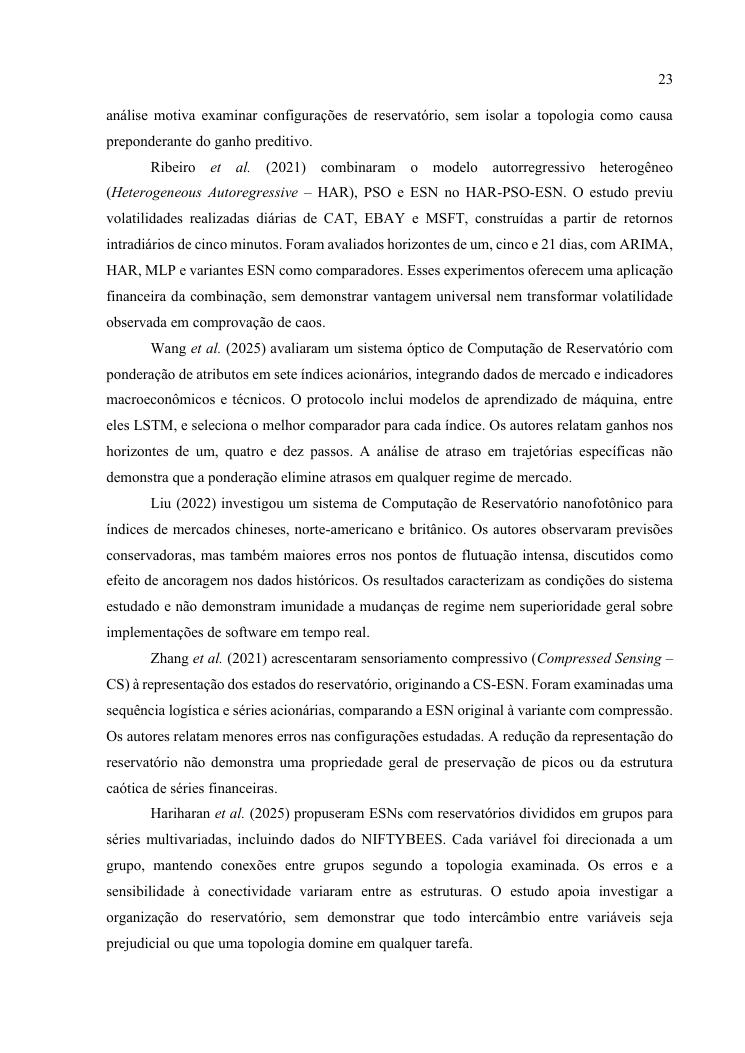 23
análise motiva examinar configurações de reservatório, sem isolar a topologia como causa
preponderante do ganho preditivo.
Ribeiro et al. (2021) combinaram o modelo autorregressivo heterogêneo
(Heterogeneous Autoregressive – HAR), PSO e ESN no HAR-PSO-ESN. O estudo previu
volatilidades realizadas diárias de CAT, EBAY e MSFT, construídas a partir de retornos
intradiários de cinco minutos. Foram avaliados horizontes de um, cinco e 21 dias, com ARIMA,
HAR, MLP e variantes ESN como comparadores. Esses experimentos oferecem uma aplicação
financeira da combinação, sem demonstrar vantagem universal nem transformar volatilidade
observada em comprovação de caos.
Wang et al. (2025) avaliaram um sistema óptico de Computação de Reservatório com
ponderação de atributos em sete índices acionários, integrando dados de mercado e indicadores
macroeconômicos e técnicos. O protocolo inclui modelos de aprendizado de máquina, entre
eles LSTM, e seleciona o melhor comparador para cada índice. Os autores relatam ganhos nos
horizontes de um, quatro e dez passos. A análise de atraso em trajetórias específicas não
demonstra que a ponderação elimine atrasos em qualquer regime de mercado.
Liu (2022) investigou um sistema de Computação de Reservatório nanofotônico para
índices de mercados chineses, norte-americano e britânico. Os autores observaram previsões
conservadoras, mas também maiores erros nos pontos de flutuação intensa, discutidos como
efeito de ancoragem nos dados históricos. Os resultados caracterizam as condições do sistema
estudado e não demonstram imunidade a mudanças de regime nem superioridade geral sobre
implementações de software em tempo real.
Zhang et al. (2021) acrescentaram sensoriamento compressivo (Compressed Sensing –
CS) à representação dos estados do reservatório, originando a CS-ESN. Foram examinadas uma
sequência logística e séries acionárias, comparando a ESN original à variante com compressão.
Os autores relatam menores erros nas configurações estudadas. A redução da representação do
reservatório não demonstra uma propriedade geral de preservação de picos ou da estrutura
caótica de séries financeiras.
Hariharan et al. (2025) propuseram ESNs com reservatórios divididos em grupos para
séries multivariadas, incluindo dados do NIFTYBEES. Cada variável foi direcionada a um
grupo, mantendo conexões entre grupos segundo a topologia examinada. Os erros e a
sensibilidade à conectividade variaram entre as estruturas. O estudo apoia investigar a
organização do reservatório, sem demonstrar que todo intercâmbio entre variáveis seja
prejudicial ou que uma topologia domine em qualquer tarefa.